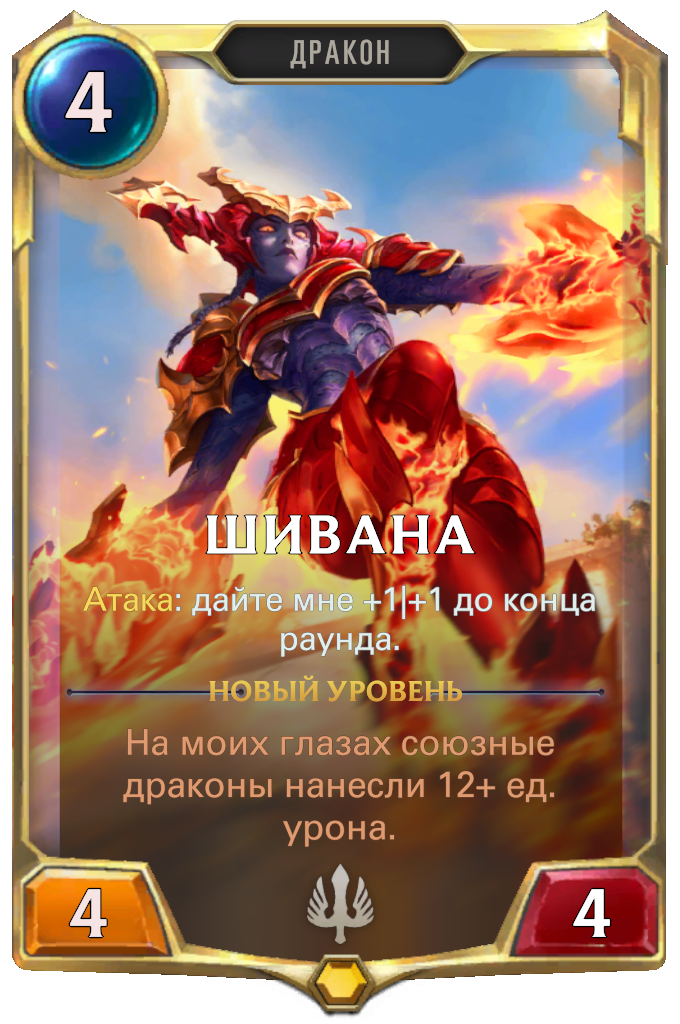 ДРАКОН
4
ШИВАНА
Атака: дайте мне +1|+1 до конца
раунда.
НОВЫЙ УРОВЕНЬ
На моих глазах союзные
драконы нанесли 12+ ед.
урона.
4
4